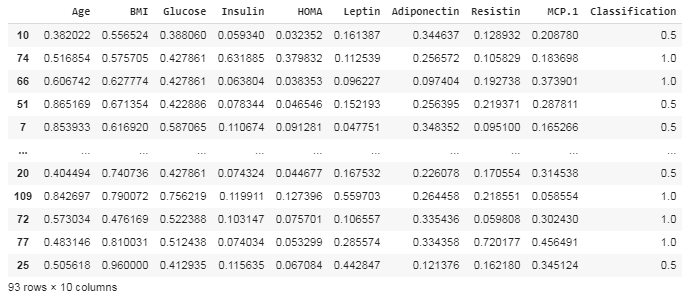 Age BMI Glucose Insulin HOMA Leptin Adiponectin Resistin MCP.1 Classification
10 0.382022 0.556524 0.388060 0.059340 0.032352 0.161387 0.344637 0.128932 0.208780 0.5
74 0.516854 0.575705 0.427861 0.631885 0.379832 0.112539 0.256572 0.105829 0.183698 1.0
66 0.606742 0.627774 0.427861 0.063804 0.038353 0.096227 0.097404 0.192738 0.373901 1.0
51 0.865169 0.671354 0.422886 0.078344 0.046546 0.152193 0.256395 0.219371 0.287811 0.5
7 0.853933 0.616920 0.587065 0.110674 0.091281 0.047751 0.348352 0.095100 0.165266 0.5
... ... ... ... ... ... ... ... ... ... ...
20 0.404494 0.740736 0.427861 0.074324 0.044677 0.167532 0.226078 0.170554 0.314538 0.5
109 0.842697 0.790072 0.756219 0.119911 0.127396 0.559703 0.264458 0.218551 0.058554 1.0
72 0.573034 0.476169 0.522388 0.103147 0.075701 0.106557 0.335436 0.059808 0.302430 1.0
77 0.483146 0.810031 0.512438 0.074034 0.053299 0.285574 0.334358 0.720177 0.456491 1.0
25 0.505618 0.960000 0.412935 0.115635 0.067084 0.442847 0.121376 0.162180 0.345124 0.5
93 rows × 10 columns